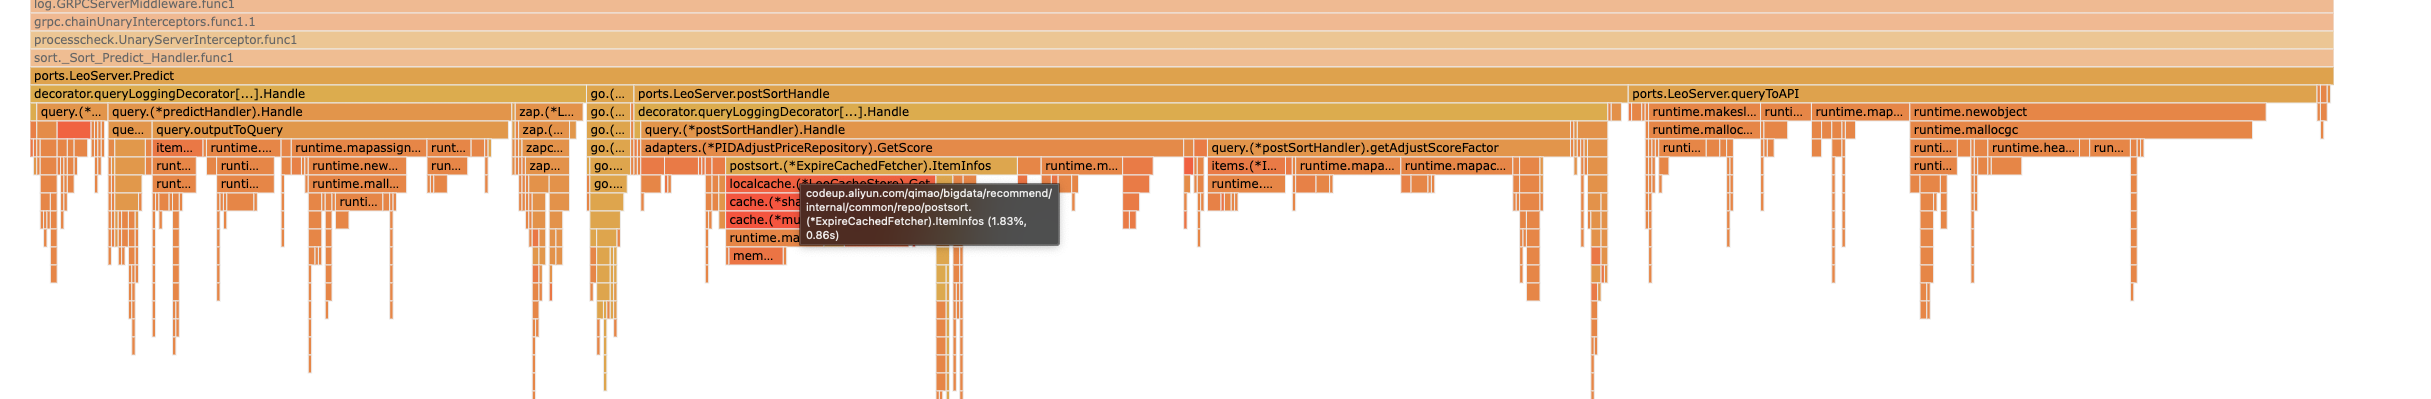 log.GRPCServerMiddleware.func1
grpc.chainUnaryInterceptors.func1.1
processcheck.UnaryServerInterceptor.func1
sort._Sort_Predict_Handler.func1
ports.LeoServer.Predict
decorator.queryLoggingDecorator[...].Handle go.(... ports.LeoServer.postSortHandle ports.LeoServer.queryToAPI
query.(*... query.(*predictHandler).Handle zap.(*L... go.(... decorator.queryLoggingDecorator[...].Handle runtime.makesl... runti... runtime.map... runtime.newobject
que... query.outputToQuery zap.(... go.(... query.(*postSortHandler).Handle runtime.malloc... runtime.mallocgc
item... runtime.... runtime.mapassign... runt... zapc... go.(... adapters.(*PIDAdjustPriceRepository).GetScore query.(*postSortHandler).getAdjustScoreFactor runti... runti... runtime.hea... run...
runt... runti... runtime.new... run... zap... go.... postsort.(*ExpireCachedFetcher).ItemInfos runtime.m... items.(*I... runtime.mapa... runtime.mapac... runti...
runt... runti... runtime.mall... go.... localcache.(*LeoCacheStore).Get runtime....
runti... cache.(*sha
cache.(*mu
runtime.ma
mem...
codeup.aliyun.com/qimao/bigdata/recommend/
internal/common/repo/postsort.
(*ExpireCachedFetcher).ItemInfos (1.83%,
0.86s)